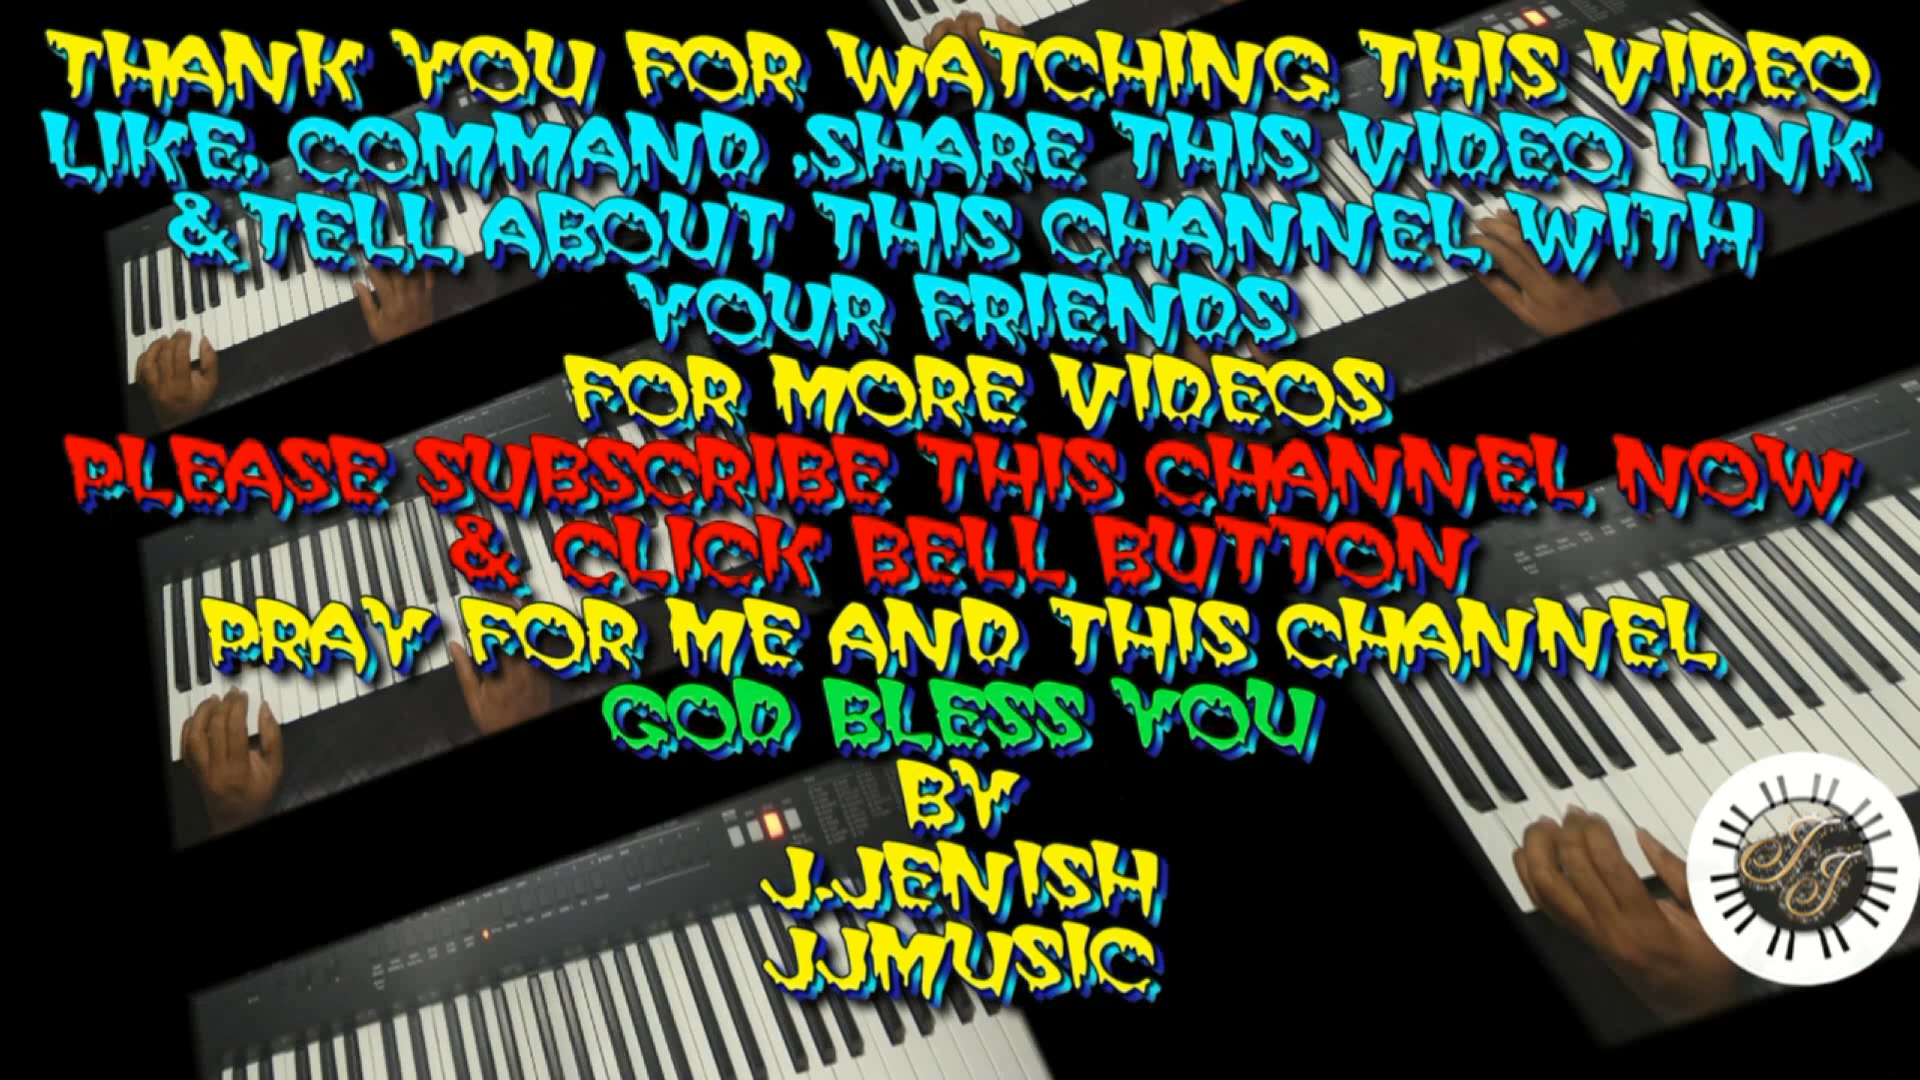 THANK YOU FOR WATCHING THIS VIDEO
LIKE, COMMAND ,SHARE THIS VIDEO LINK
& TELL ABOUT THIS CHANNEL WITH
YOUR FRIENDS
FOR MORE VIDEOS
PLEASE SUBSCRIBE THIS CHANNEL NOW
& CLICK BELL BUTTON
PRAY FOR ME AND THIS CHANNEL
GOD BLESS YOU
BY
J.JENISH
JJMUSIC
JJ